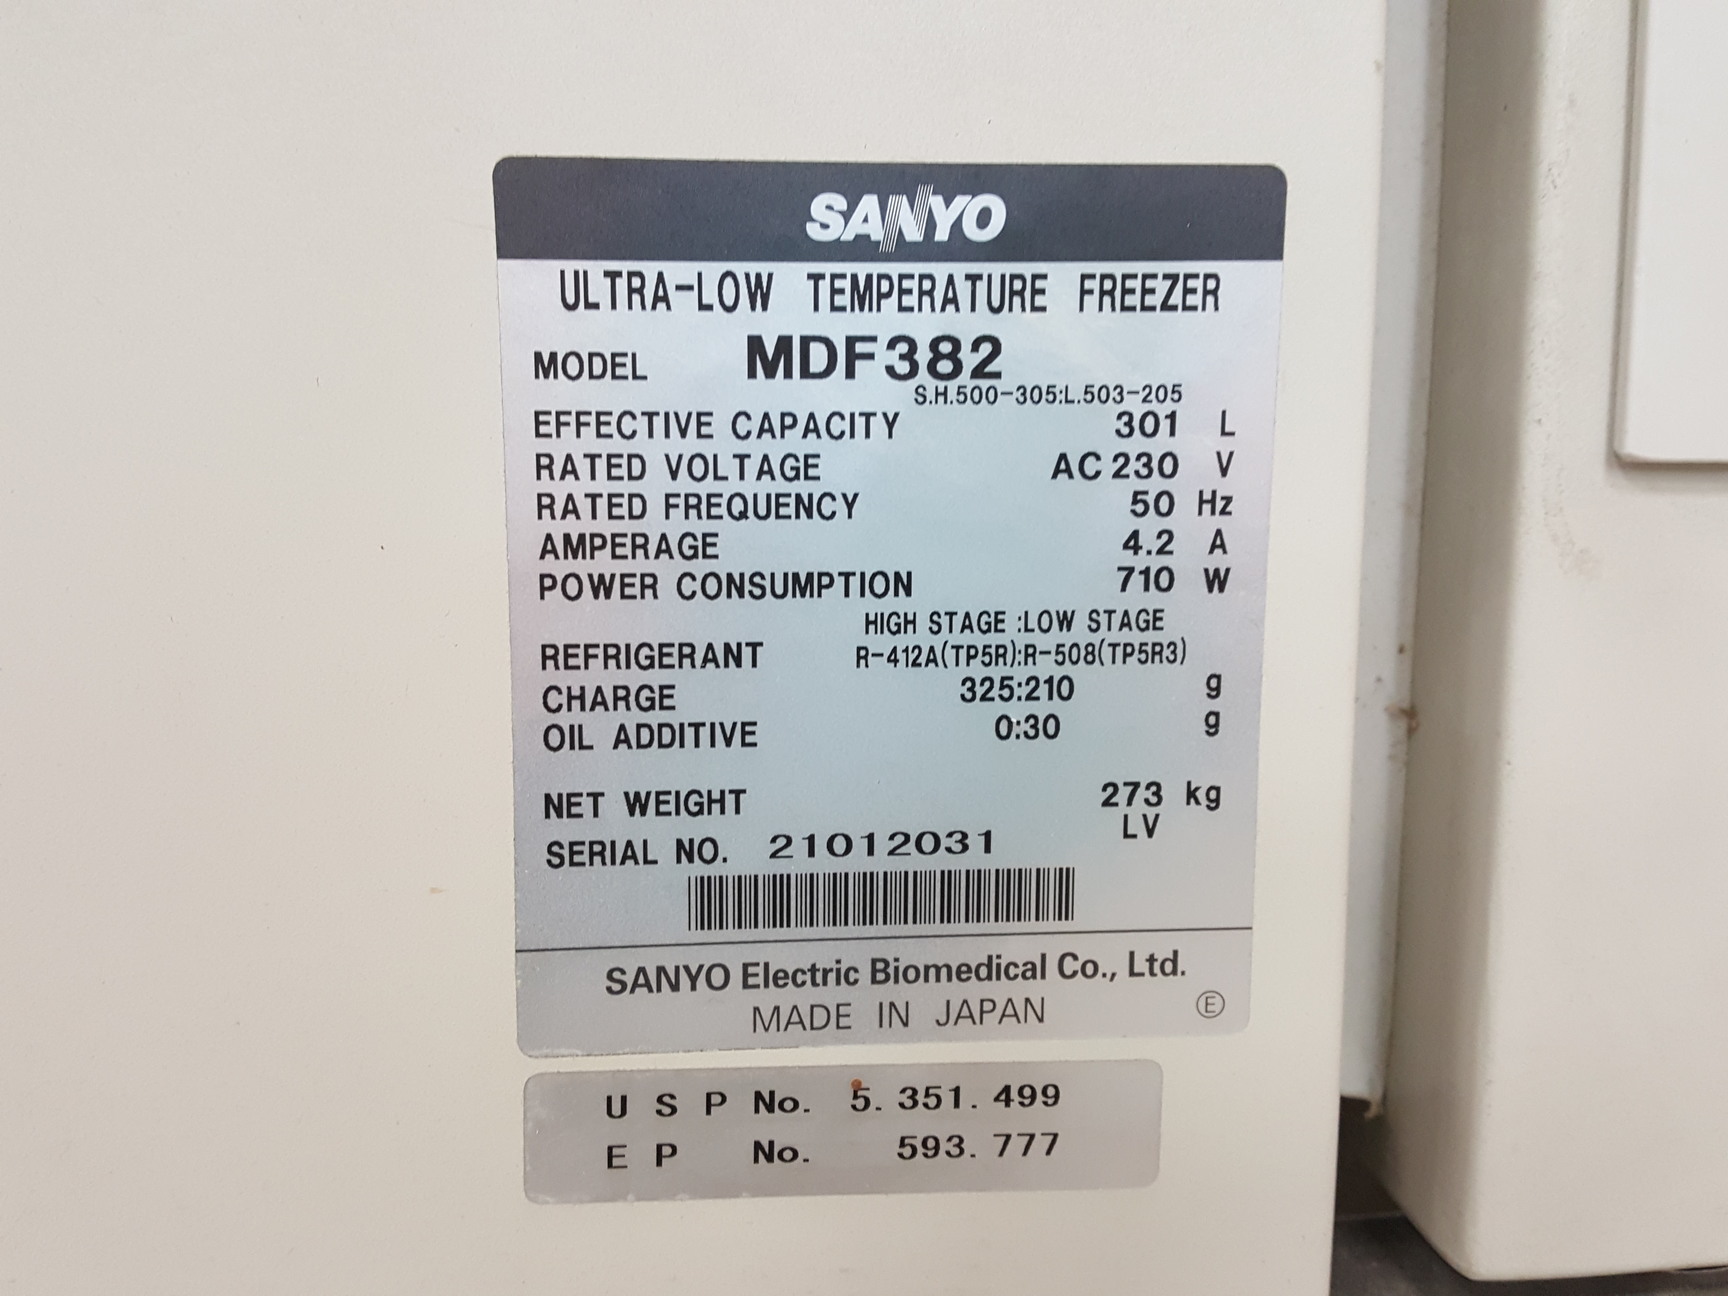 SANYO
ULTRA-LOW TEMPERATURE FREEZER
MODEL MDF382
S.H.500-305:L.503-205
EFFECTIVE CAPACITY 301 L
RATED VOLTAGE AC 230 V
RATED FREQUENCY 50 Hz
AMPERAGE 4.2 A
POWER CONSUMPTION 710 W
HIGH STAGE :LOW STAGE
REFRIGERANT R-412A(TP5R):R-508(TP5R3)
CHARGE 325:210 g
OIL ADDITIVE 0:30 g
NET WEIGHT 273 kg
LV
SERIAL NO. 21012031
SANYO Electric Biomedical Co., Ltd.
MADE IN JAPAN Ⓔ
U S P No. 5. 351. 499
E P No. 593. 777